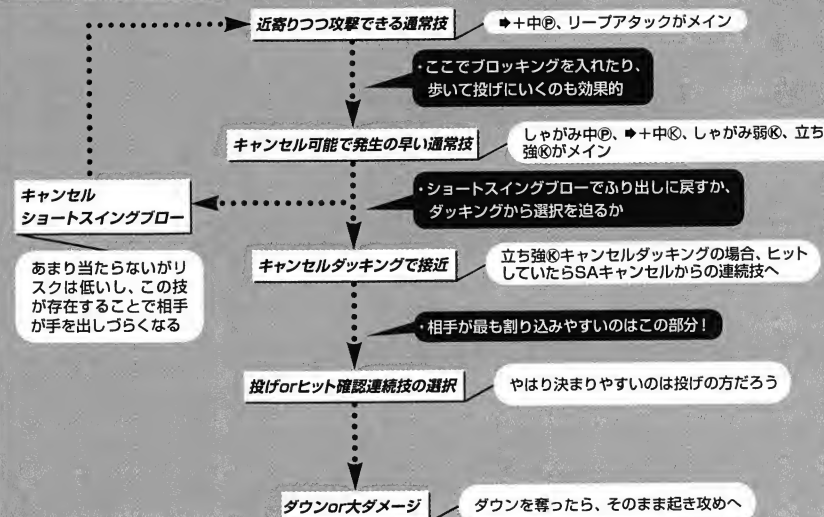 近寄りつつ攻撃できる通常技
➡+中Ⓟ、リープアタックがメイン
・ここでブロッキングを入れたり、
歩いて投げにいくのも効果的
キャンセル可能で発生の早い通常技
しゃがみ中Ⓟ、➡+中Ⓚ、しゃがみ弱Ⓚ、立ち
強Ⓚがメイン
・ショートスイングブローでふり出しに戻すか、
ダッキングから選択を迫るか
キャンセル
ショートスイングブロー
あまり当たらないがリ
スクは低いし、この技
が存在することで相手
が手を出しづらくなる
キャンセルダッキングで接近
立ち強Ⓚキャンセルダッキングの場合、ヒット
していたらSAキャンセルからの連続技へ
・相手が最も割り込みやすいのはこの部分!
投げorヒット確認連続技の選択
やはり決まりやすいのは投げの方だろう
ダウンor大ダメージ
ダウンを奪ったら、そのまま起き攻めへ